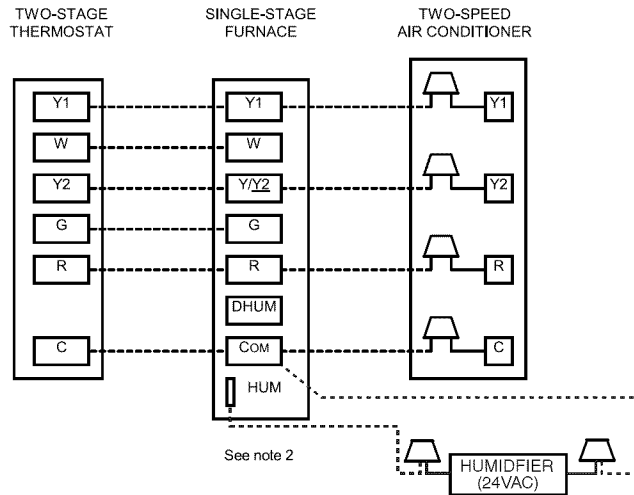 TWO-STAGE
THERMOSTAT
SINGLE-STAGE
FURNACE
TWO-SPEED
AIR CONDITIONER
Y1 Y1 Y1
W W
Y2 Y/Y2 Y2
G G
R R R
DHUM
C COM C
HUM
See note 2
HUMIDFIER
(24VAC)